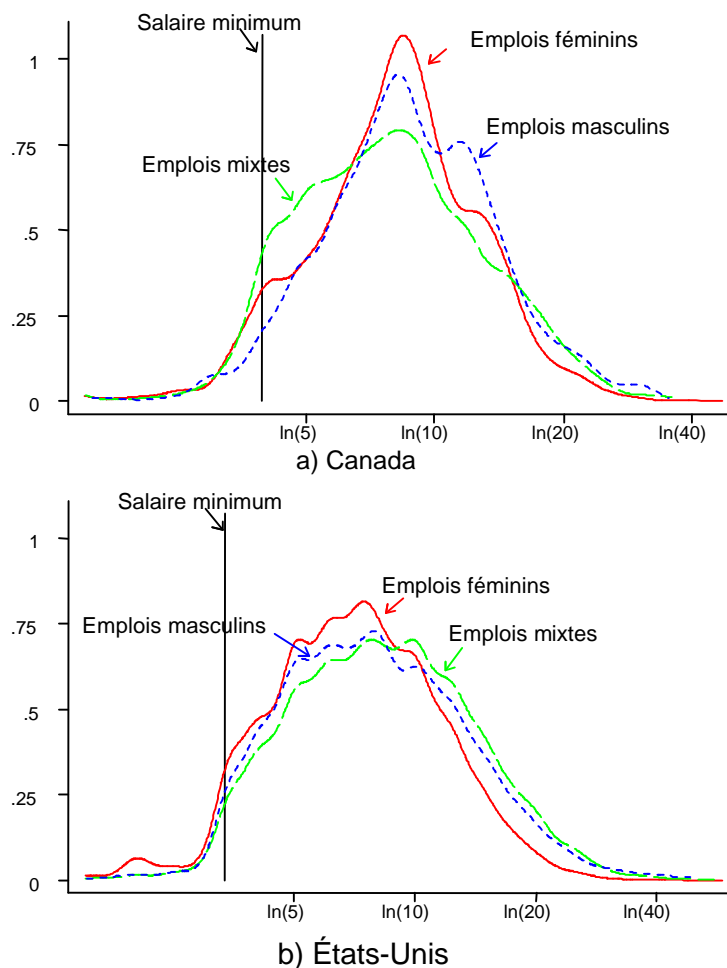 Salaire minimum
Emplois féminins
1
Emplois masculins
.75
Emplois mixtes
.5
.25
0
ln(5) ln(10) ln(20) ln(40)
a) Canada
Salaire minimum
1
Emplois féminins
.75
Emplois masculins
Emplois mixtes
.5
.25
0
ln(5) ln(10) ln(20) ln(40)
b) États-Unis